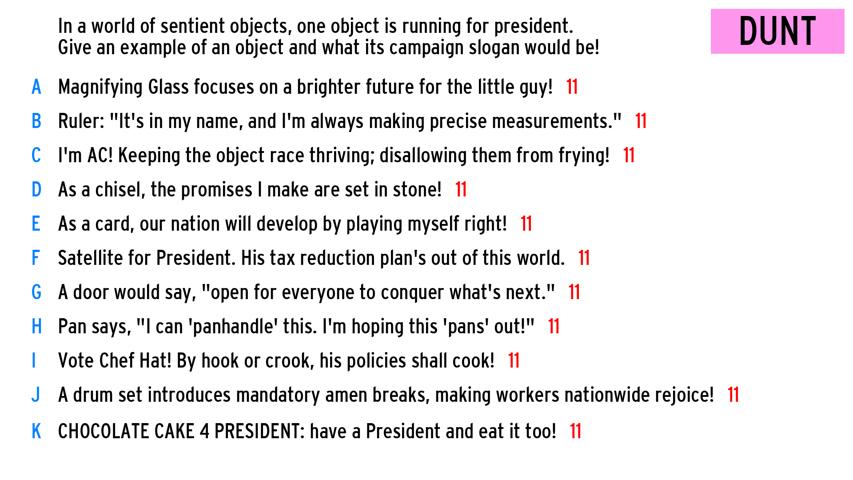 In a world of sentient objects, one object is running for president.
Give an example of an object and what its campaign slogan would be!
DUNT
A Magnifying Glass focuses on a brighter future for the little guy! 11
B Ruler: "It's in my name, and I'm always making precise measurements." 11
C I'm AC! Keeping the object race thriving; disallowing them from frying! 11
D As a chisel, the promises I make are set in stone! 11
E As a card, our nation will develop by playing myself right! 11
F Satellite for President. His tax reduction plan's out of this world. 11
G A door would say, "open for everyone to conquer what's next." 11
H Pan says, "I can 'panhandle' this. I'm hoping this 'pans' out!" 11
I Vote Chef Hat! By hook or crook, his policies shall cook! 11
J A drum set introduces mandatory amen breaks, making workers nationwide rejoice! 11
K CHOCOLATE CAKE 4 PRESIDENT: have a President and eat it too! 11